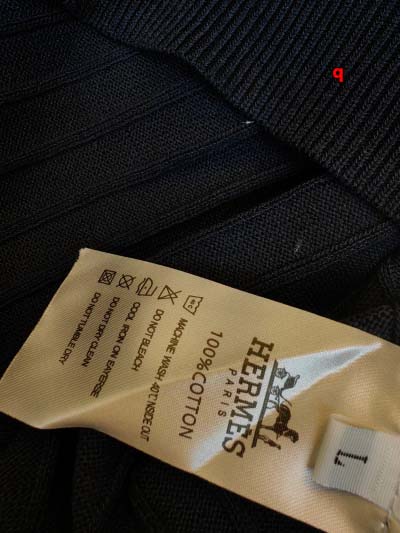 q
HERMES
PARIS
100%COTTON
MACHINE WASH 40℃ INSIDE OUT
DO NOT BLEACH
COOL IRON ON REVERSE
DO NOT DRY CLEAN
DO NOT TUMBLE DRY
L